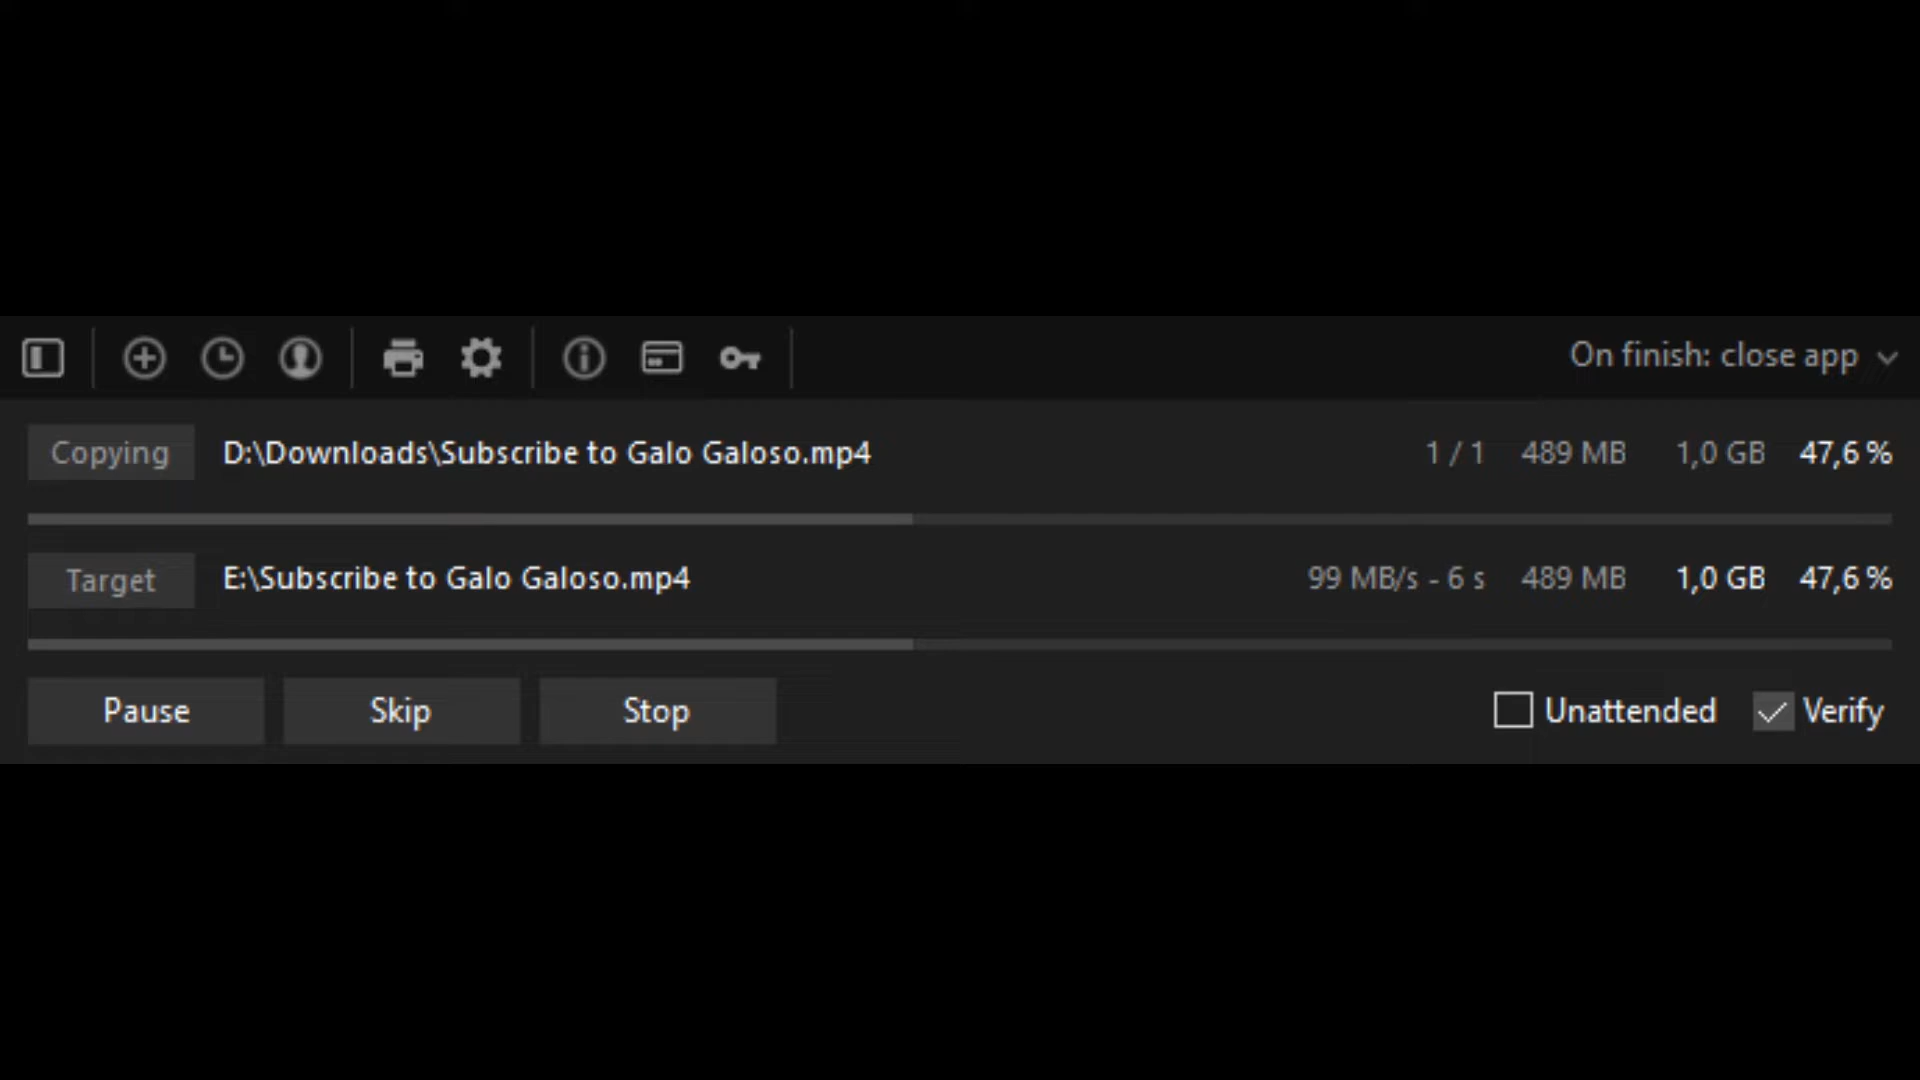 On finish: close app
Copying D:\Downloads\Subscribe to Galo Galoso.mp4 1 / 1 489 MB 1,0 GB 47,6 %
Target E:\Subscribe to Galo Galoso.mp4 99 MB/s - 6 s 489 MB 1,0 GB 47,6 %
Pause Skip Stop Unattended Verify